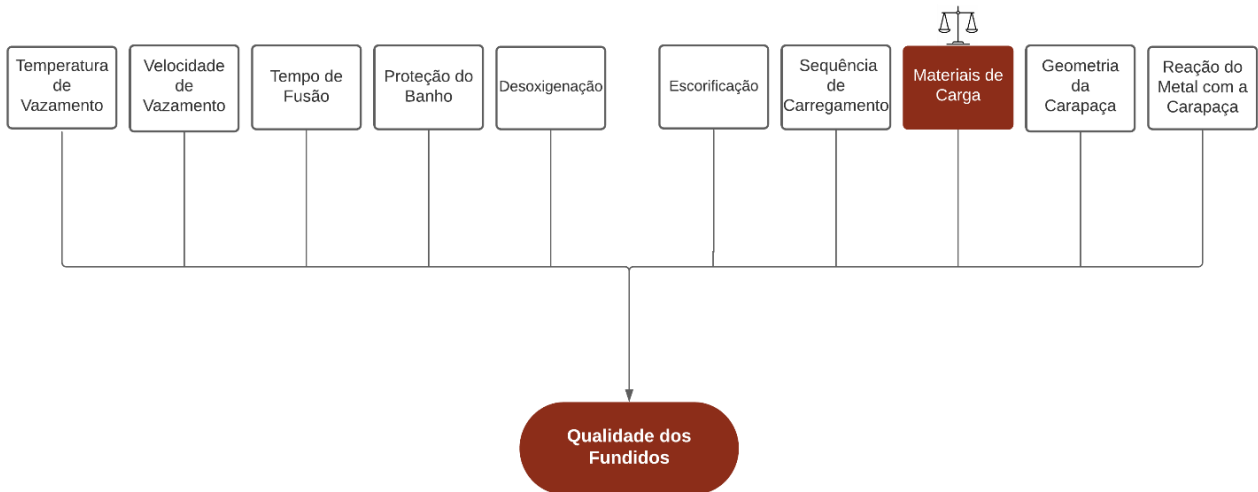 Temperatura
de
Vazamento
Velocidade
de
Vazamento
Tempo de
Fusão
Proteção do
Banho
Desoxigenação
Escorificação
Sequência
de
Carregamento
Materiais de
Carga
Geometria
da
Carapaça
Reação do
Metal com a
Carapaça
Qualidade dos
Fundidos